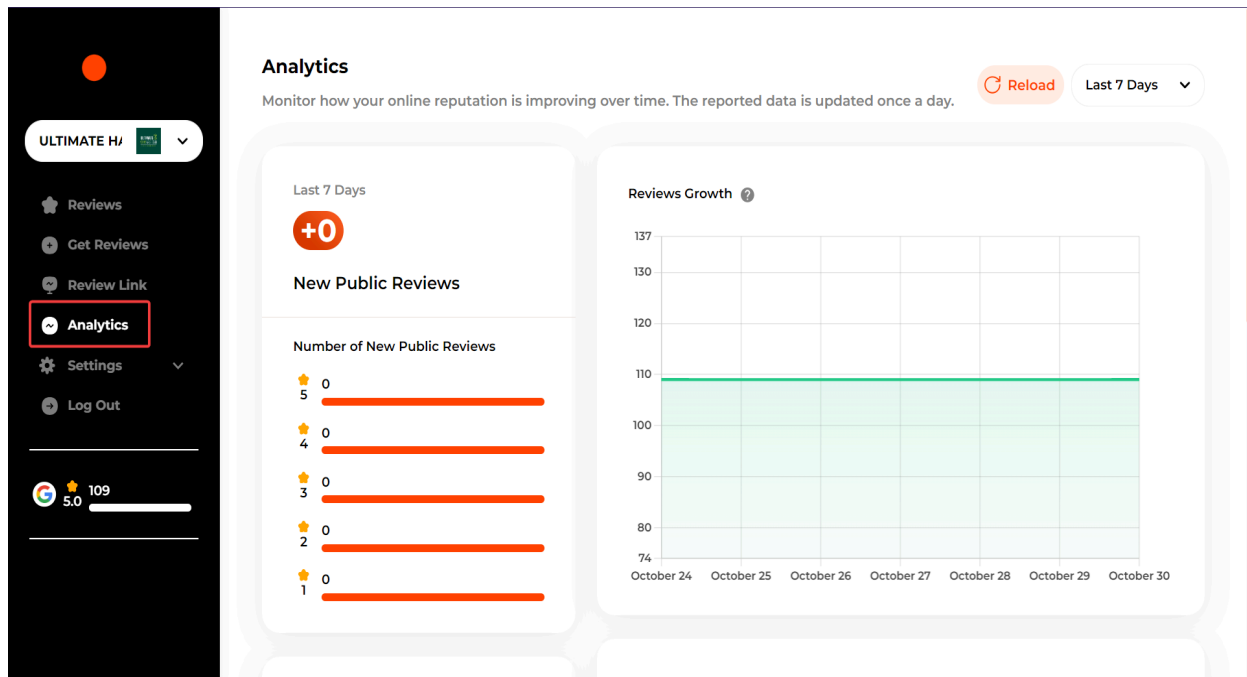 ULTIMATE HA
Reviews
Get Reviews
Review Link
Analytics
Settings
Log Out
5.0
109
Analytics
Monitor how your online reputation is improving over time. The reported data is updated once a day.
Reload
Last 7 Days
Last 7 Days
+0
New Public Reviews
Number of New Public Reviews
5
0
4
0
3
0
2
0
1
0
Reviews Growth
?
137
130
120
110
100
90
80
74
October 24 October 25 October 26 October 27 October 28 October 29 October 30